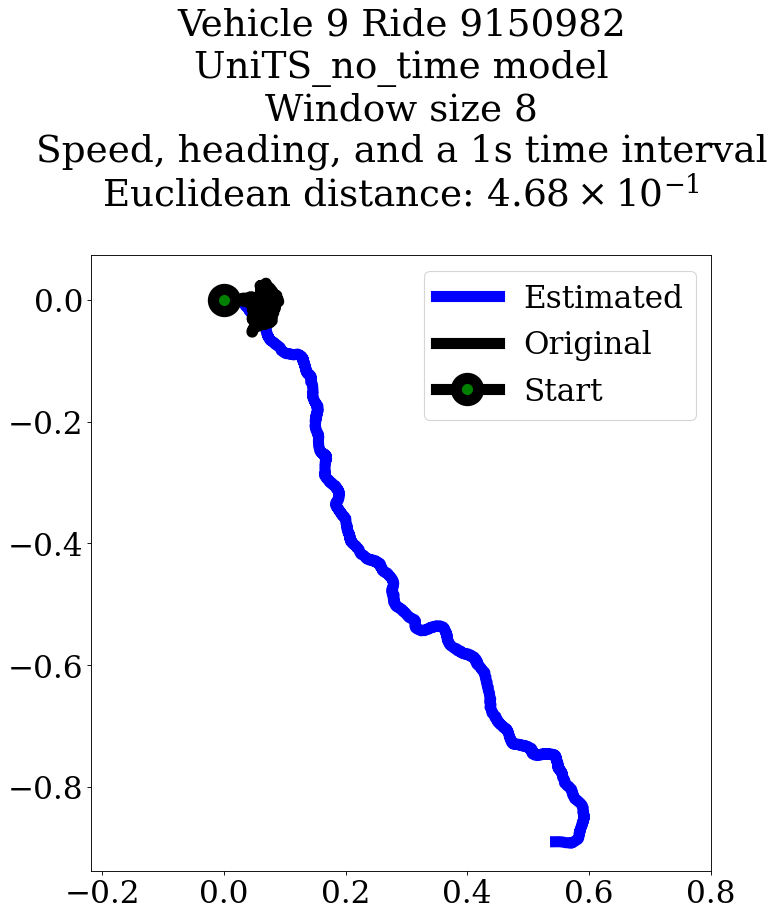 Vehicle 9 Ride 9150982
UniTS_no_time model
Window size 8
Speed, heading, and a 1s time interval
Euclidean distance: 4.68 × 10⁻¹
Estimated
Original
Start
0.0
−0.2
−0.4
−0.6
−0.8
−0.2 0.0 0.2 0.4 0.6 0.8